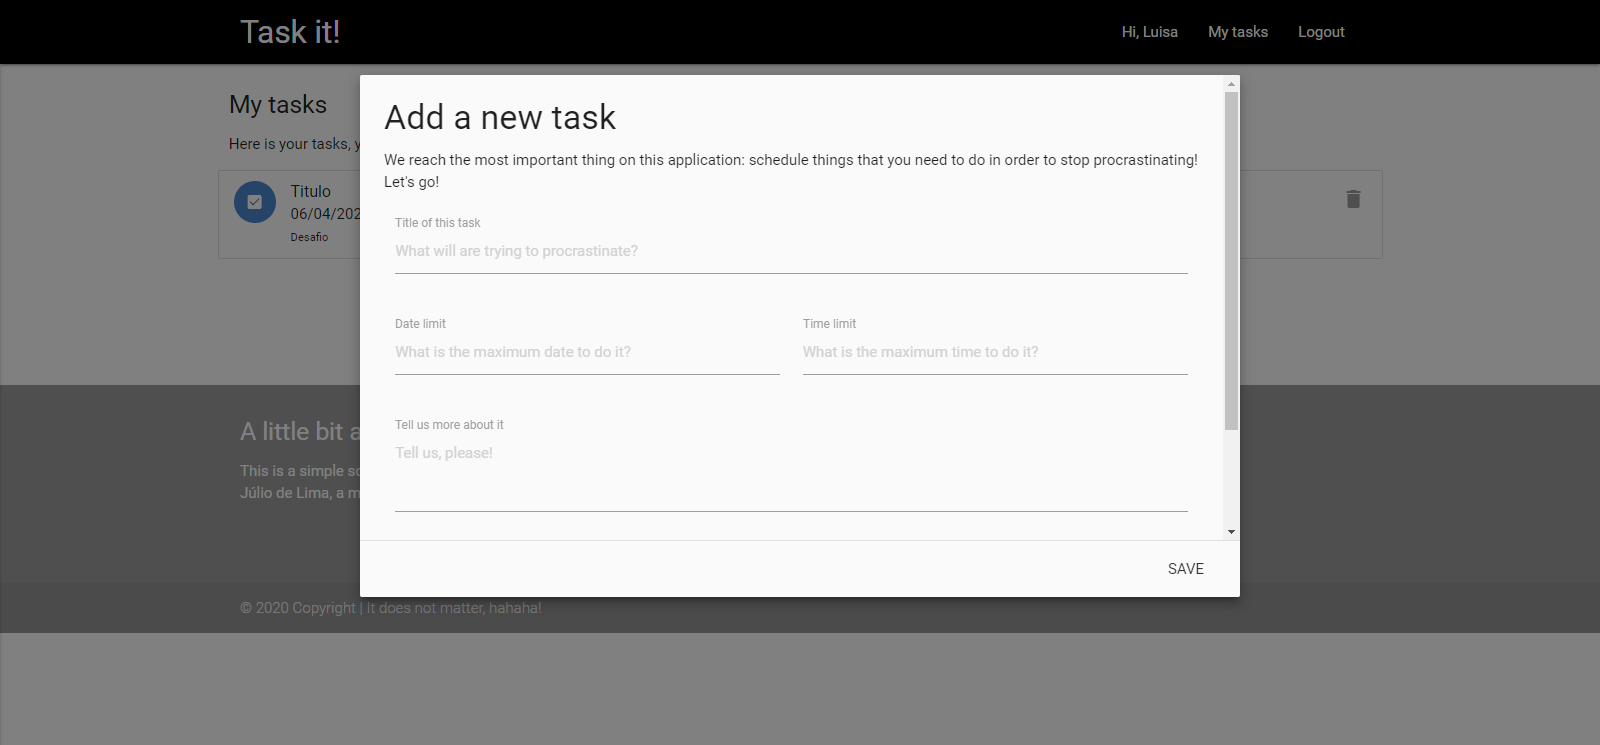 Task it!
Hi, Luisa
My tasks
Logout
My tasks
Here is your tasks,
Titulo
06/04/202
Desafio
Add a new task
We reach the most important thing on this application: schedule things that you need to do in order to stop procrastinating!
Let's go!
Title of this task
What will are trying to procrastinate?
Date limit
Time limit
What is the maximum date to do it?
What is the maximum time to do it?
Tell us more about it
Tell us, please!
SAVE
A little bit
This is a simple
Júlio de Lima, a
© 2020 Copyright | It does not matter, hahaha!